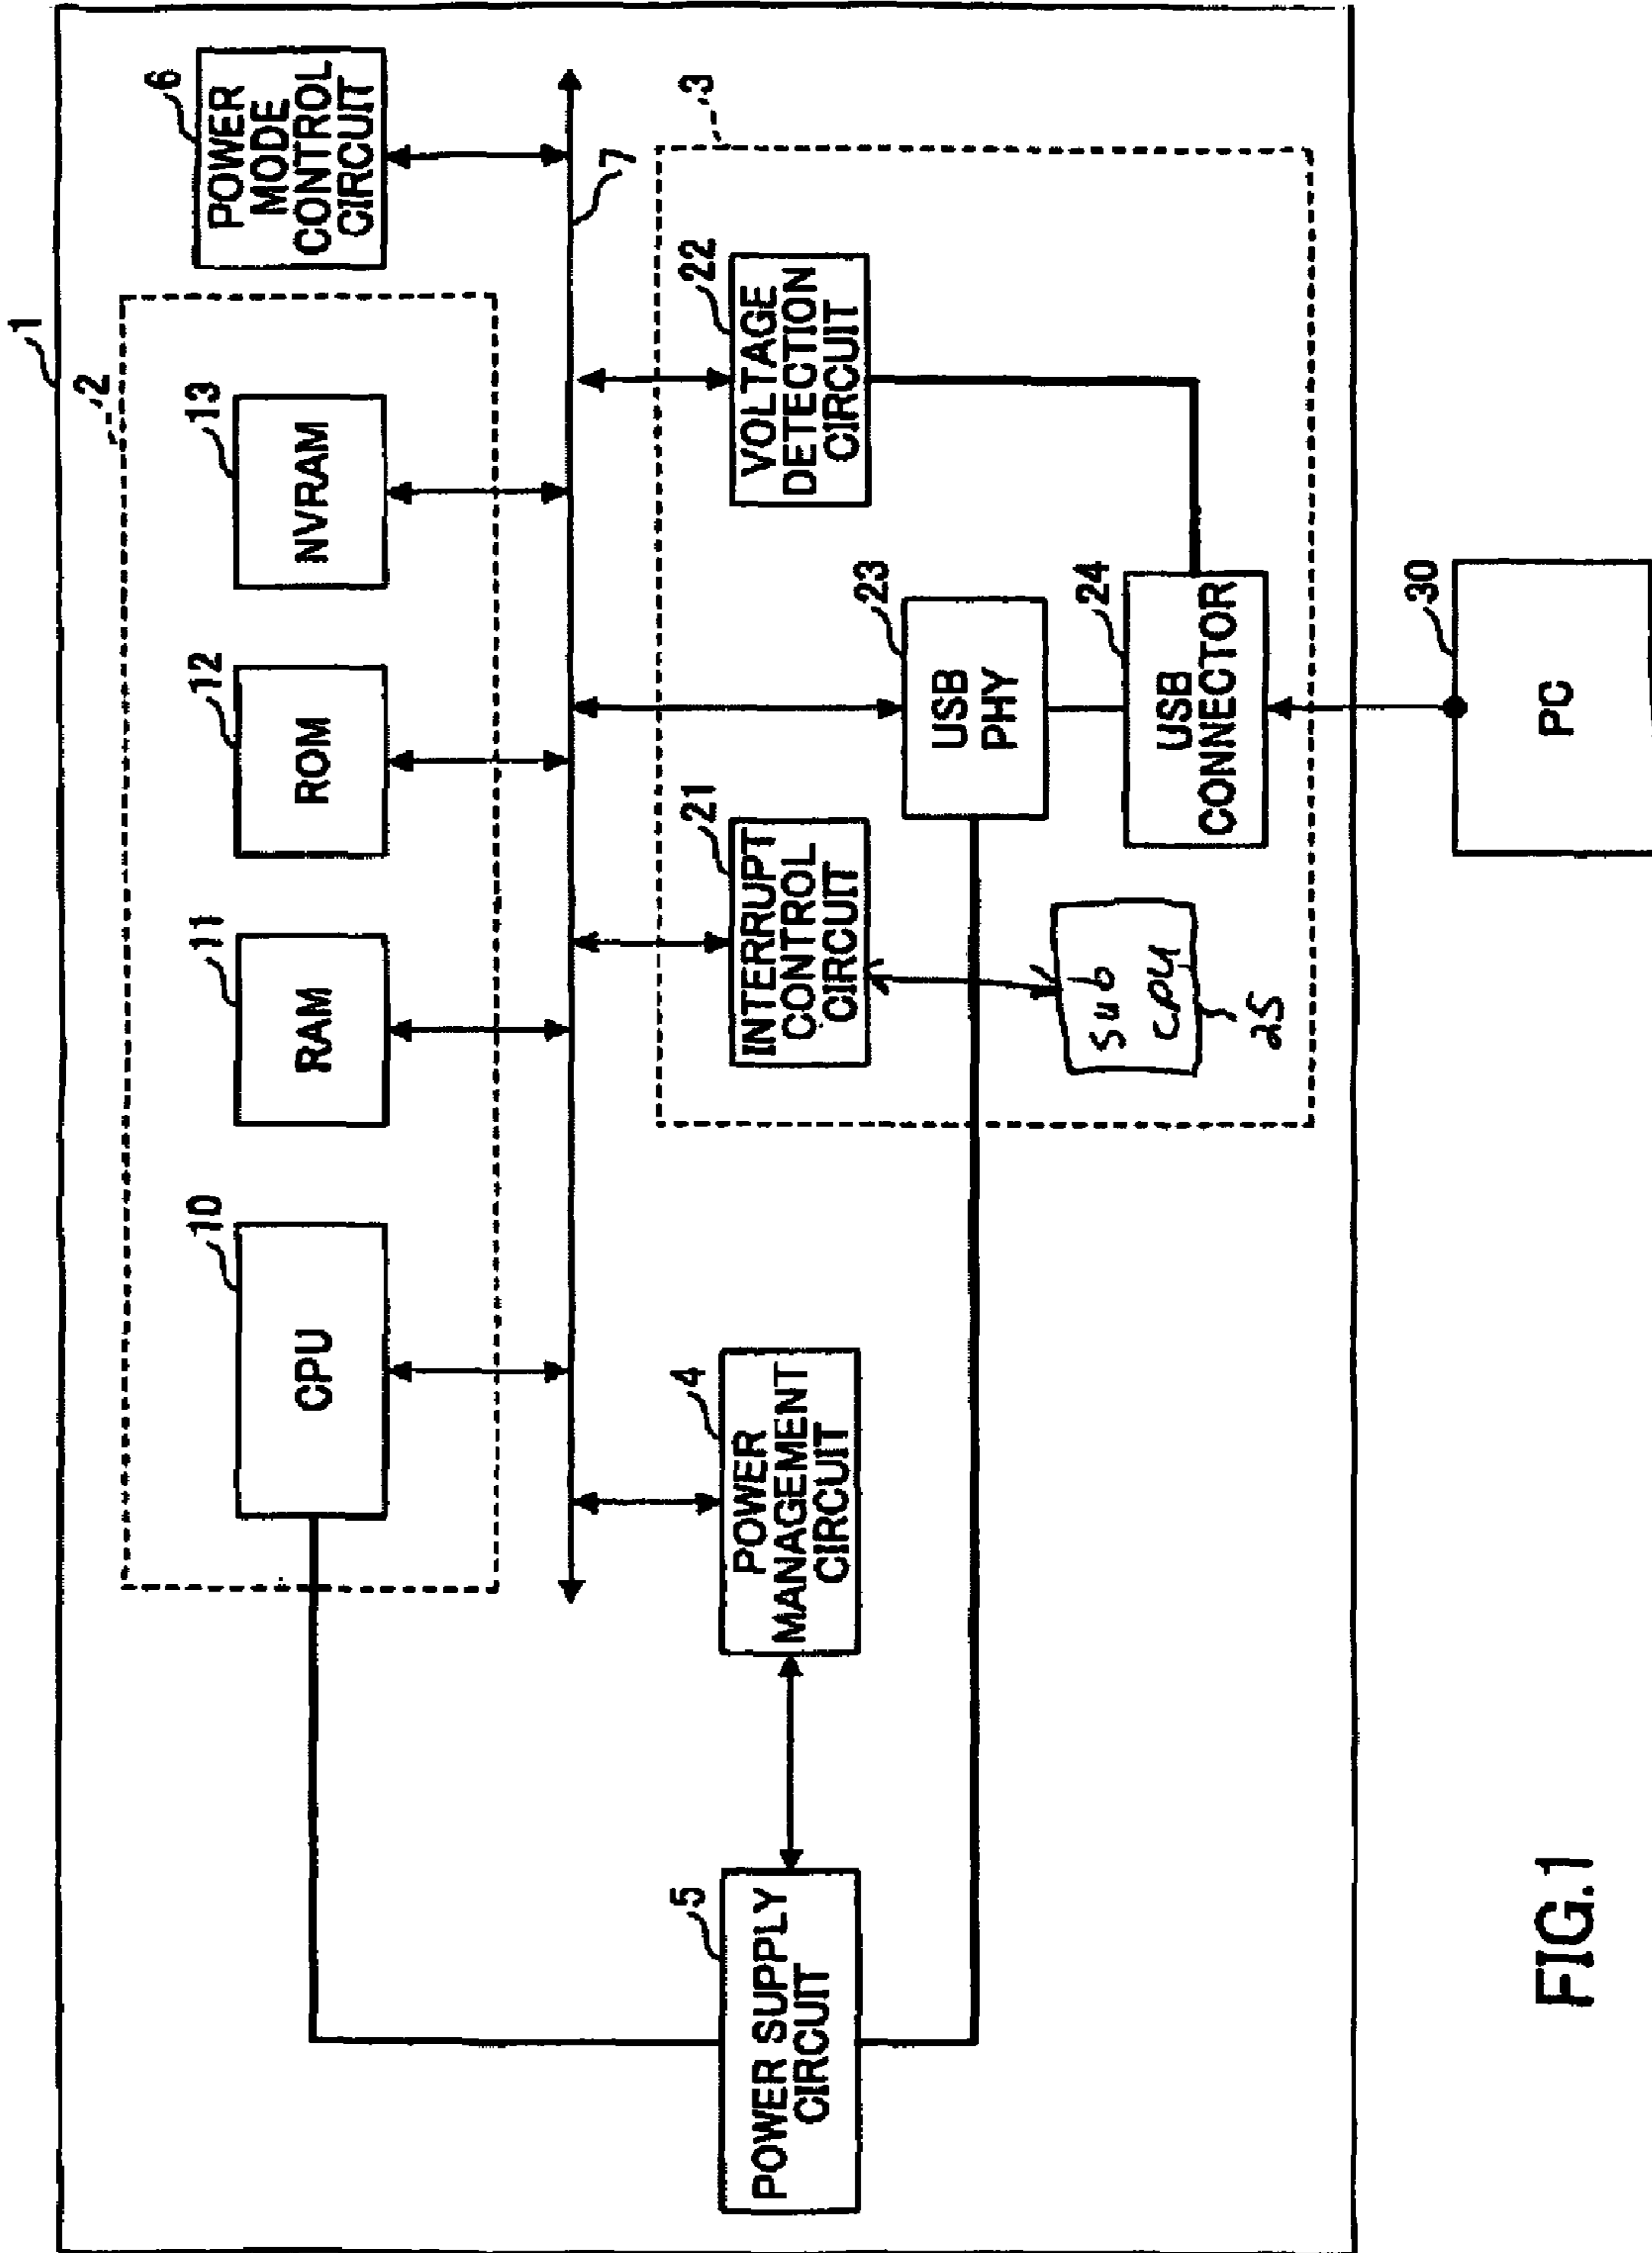 1
2
10
CPU
11
RAM
12
ROM
13
NVRAM
6
POWER
MODE
CONTROL
CIRCUIT
7
5
POWER SUPPLY
CIRCUIT
4
POWER
MANAGEMENT
CIRCUIT
3
21
INTERRUPT
CONTROL
CIRCUIT
22
VOLTAGE
DETECTION
CIRCUIT
23
USB
PHY
24
USB
CONNECTOR
sub
cpu
25
30
PC
FIG.1